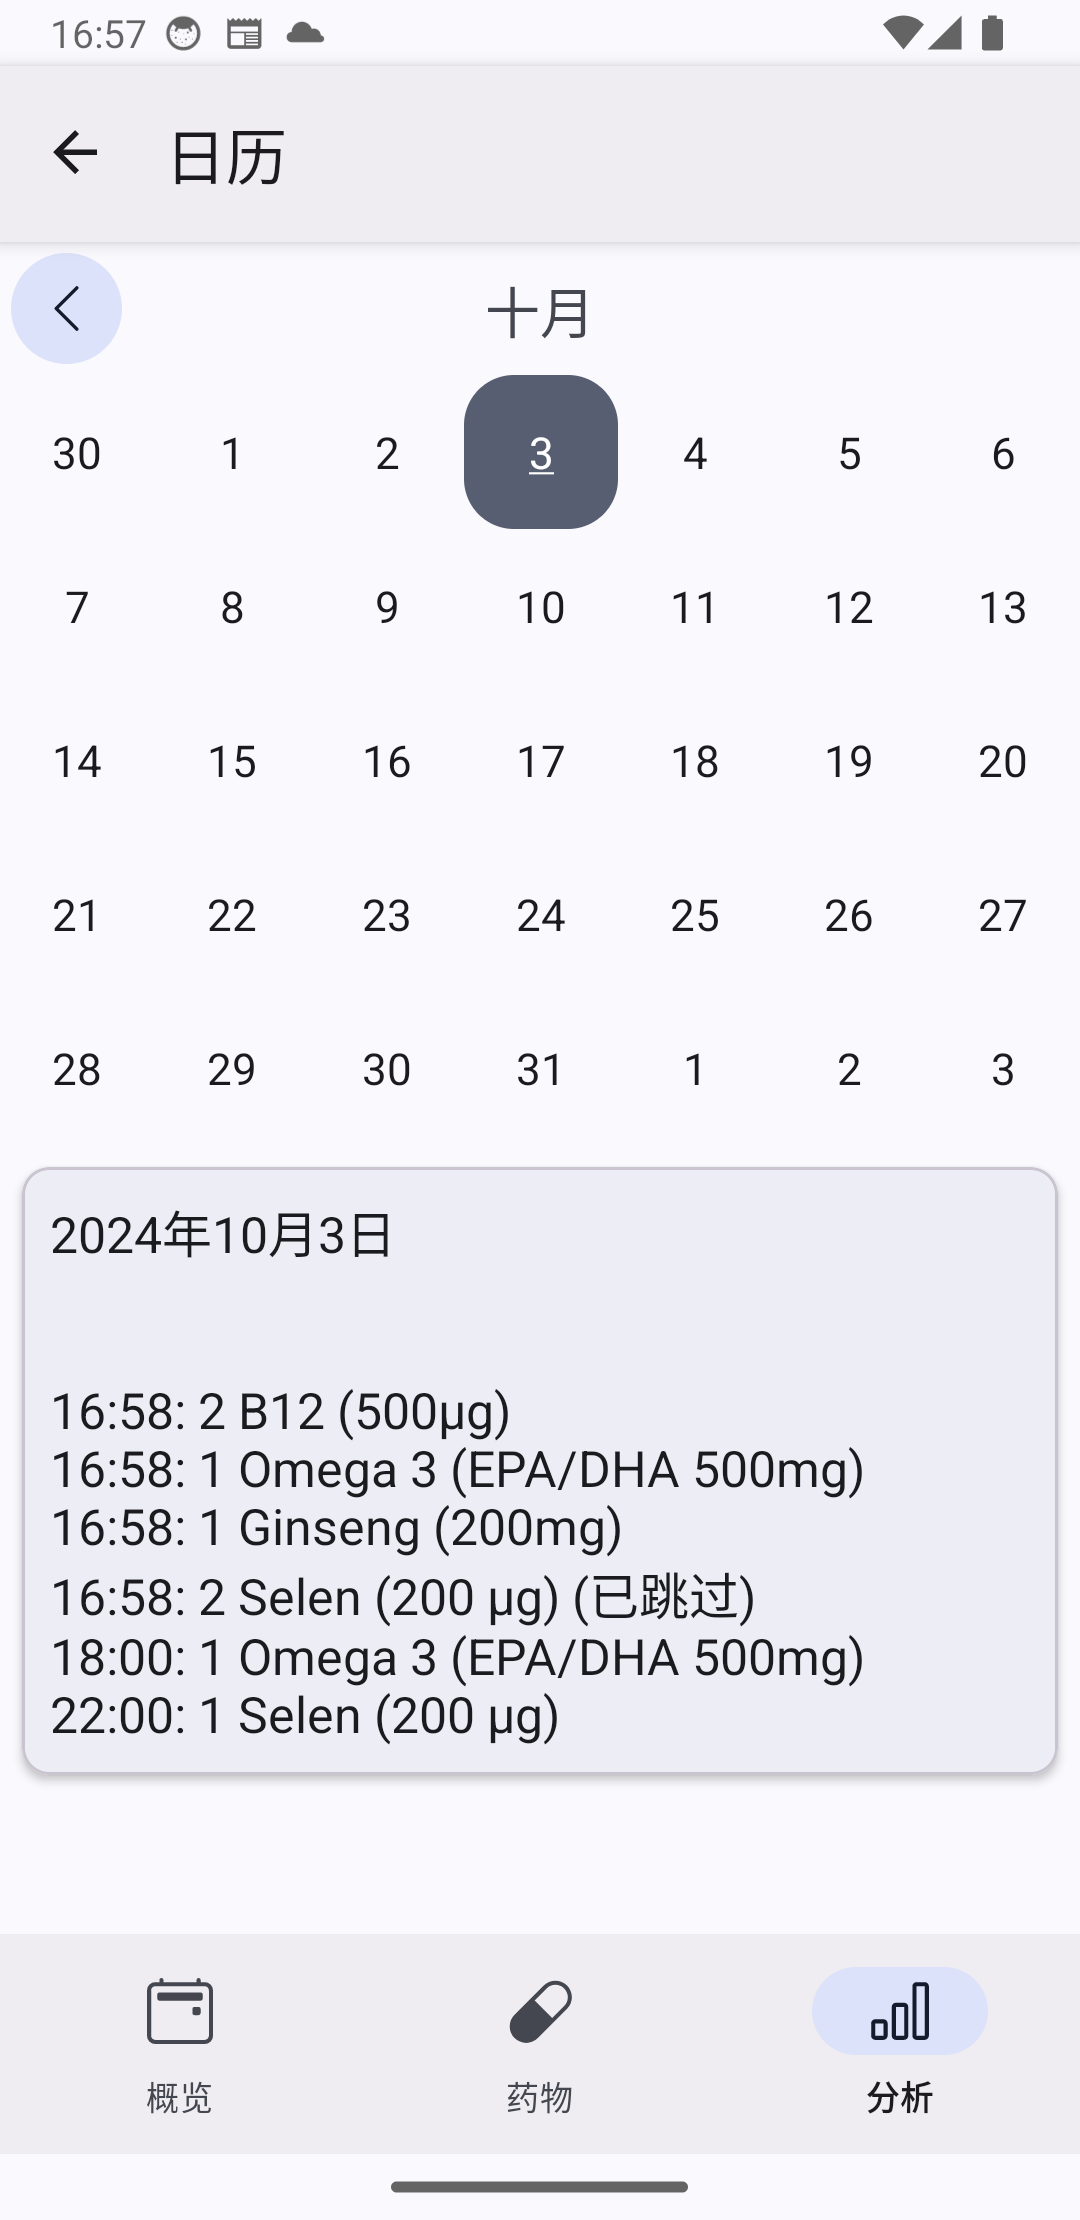 16:57
日历
十月
30 1 2 3 4 5 6
7 8 9 10 11 12 13
14 15 16 17 18 19 20
21 22 23 24 25 26 27
28 29 30 31 1 2 3
2024年10月3日
16:58: 2 B12 (500µg)
16:58: 1 Omega 3 (EPA/DHA 500mg)
16:58: 1 Ginseng (200mg)
16:58: 2 Selen (200 µg) (已跳过)
18:00: 1 Omega 3 (EPA/DHA 500mg)
22:00: 1 Selen (200 µg)
概览 药物 分析